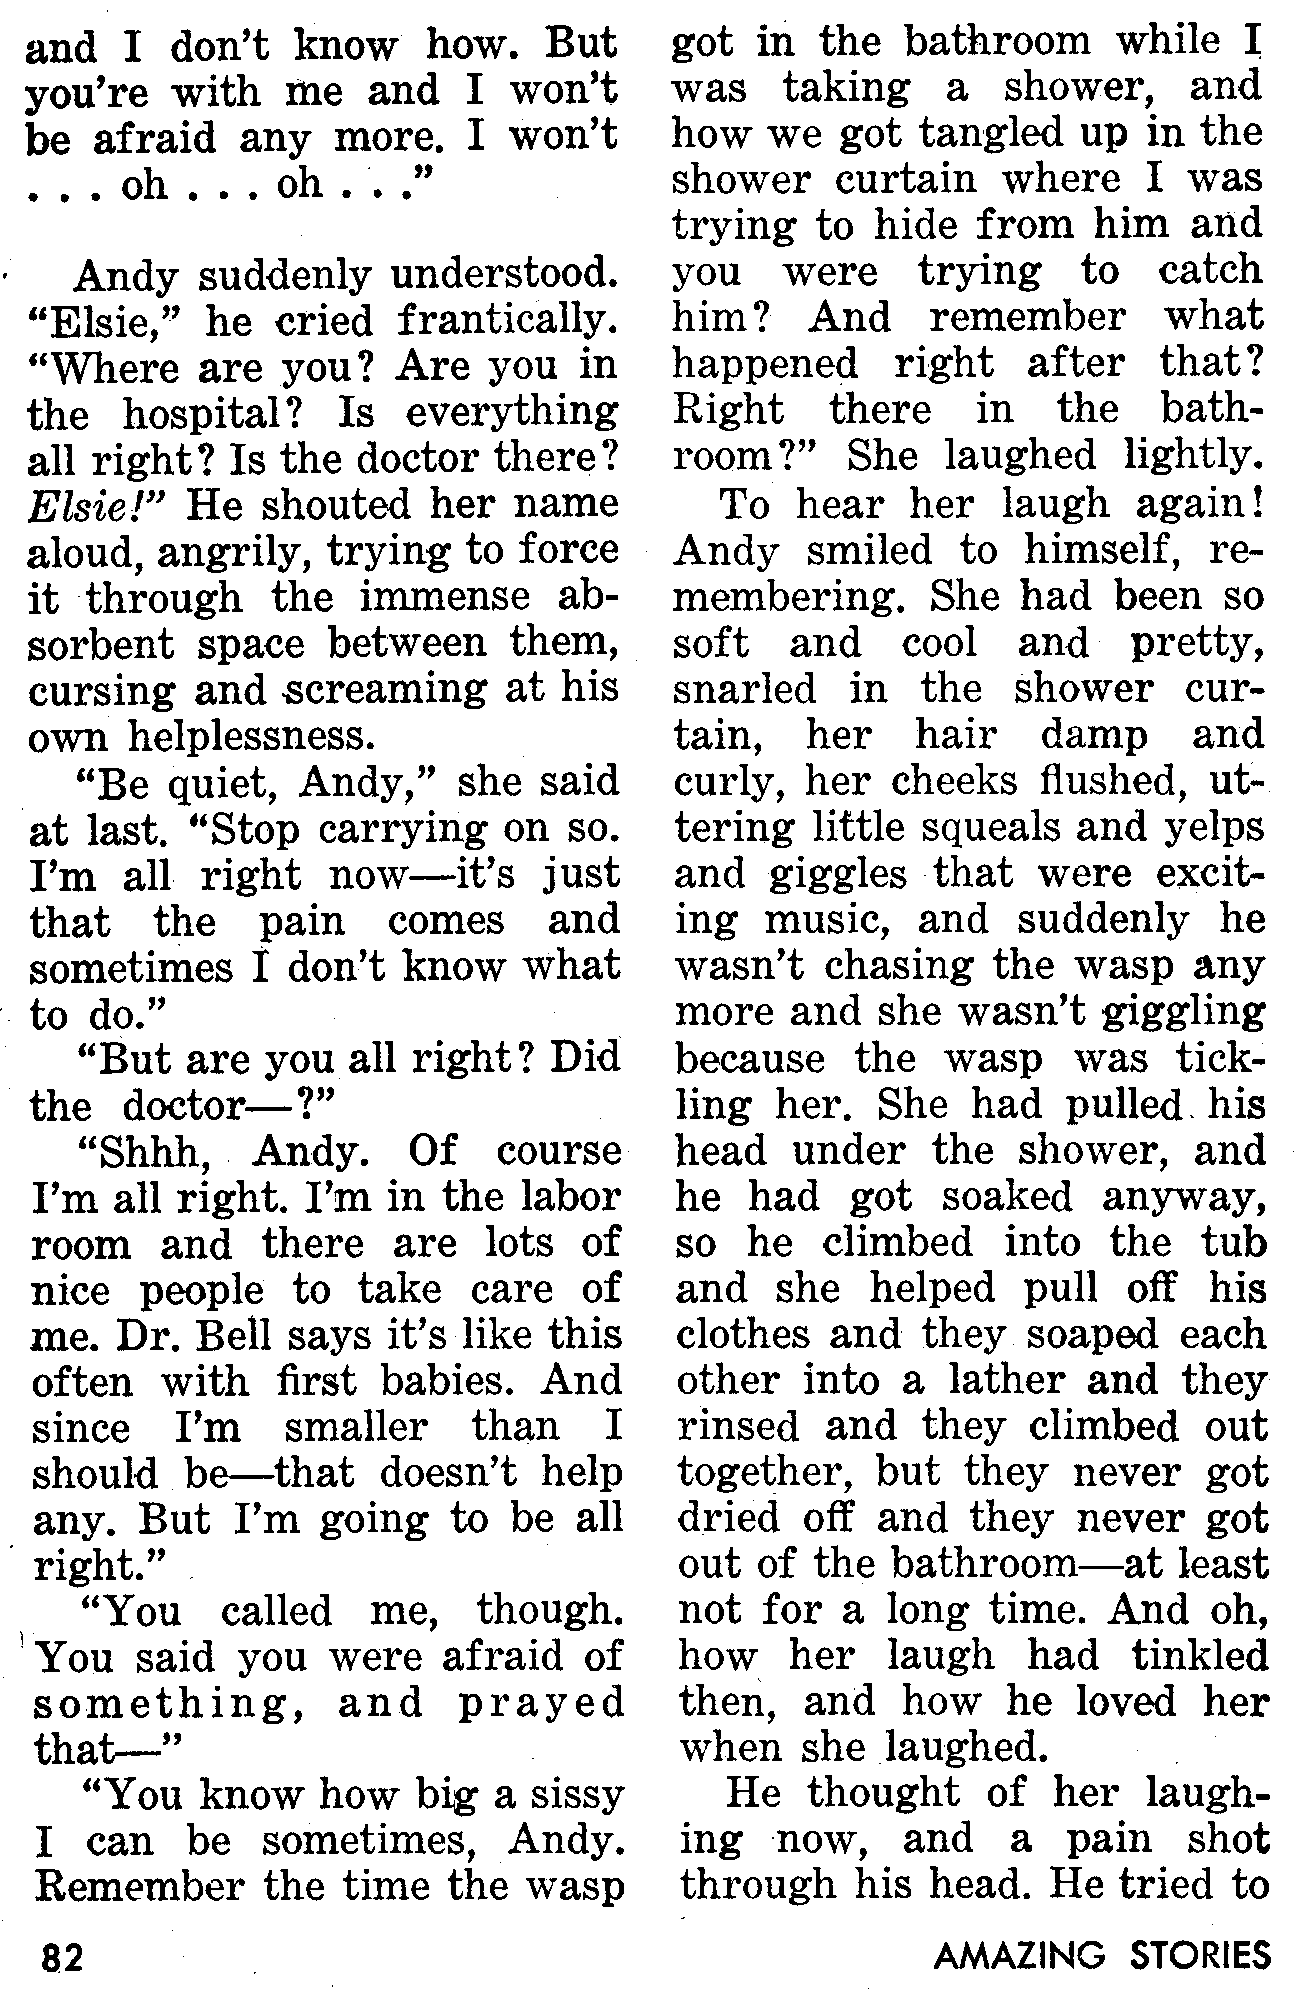 and I don't know how. But
you're with me and I won't
be afraid any more. I won't
. . . oh . . . oh . . ."
Andy suddenly understood.
"Elsie," he cried frantically.
"Where are you? Are you in
the hospital? Is everything
all right? Is the doctor there?
Elsie!" He shouted her name
aloud, angrily, trying to force
it through the immense ab-
sorbent space between them,
cursing and screaming at his
own helplessness.
"Be quiet, Andy," she said
at last. "Stop carrying on so.
I'm all right now—it's just
that the pain comes and
sometimes I don't know what
to do."
"But are you all right? Did
the doctor—?"
"Shhh, Andy. Of course
I'm all right. I'm in the labor
room and there are lots of
nice people to take care of
me. Dr. Bell says it's like this
often with first babies. And
since I'm smaller than I
should be—that doesn't help
any. But I'm going to be all
right."
"You called me, though.
You said you were afraid of
something, and prayed
that—"
"You know how big a sissy
I can be sometimes, Andy.
Remember the time the wasp
got in the bathroom while I
was taking a shower, and
how we got tangled up in the
shower curtain where I was
trying to hide from him and
you were trying to catch
him? And remember what
happened right after that?
Right there in the bath-
room?" She laughed lightly.
To hear her laugh again!
Andy smiled to himself, re-
membering. She had been so
soft and cool and pretty,
snarled in the shower cur-
tain, her hair damp and
curly, her cheeks flushed, ut-
tering little squeals and yelps
and giggles that were excit-
ing music, and suddenly he
wasn't chasing the wasp any
more and she wasn't giggling
because the wasp was tick-
ling her. She had pulled his
head under the shower, and
he had got soaked anyway,
so he climbed into the tub
and she helped pull off his
clothes and they soaped each
other into a lather and they
rinsed and they climbed out
together, but they never got
dried off and they never got
out of the bathroom—at least
not for a long time. And oh,
how her laugh had tinkled
then, and how he loved her
when she laughed.
He thought of her laugh-
ing now, and a pain shot
through his head. He tried to
82
AMAZING STORIES